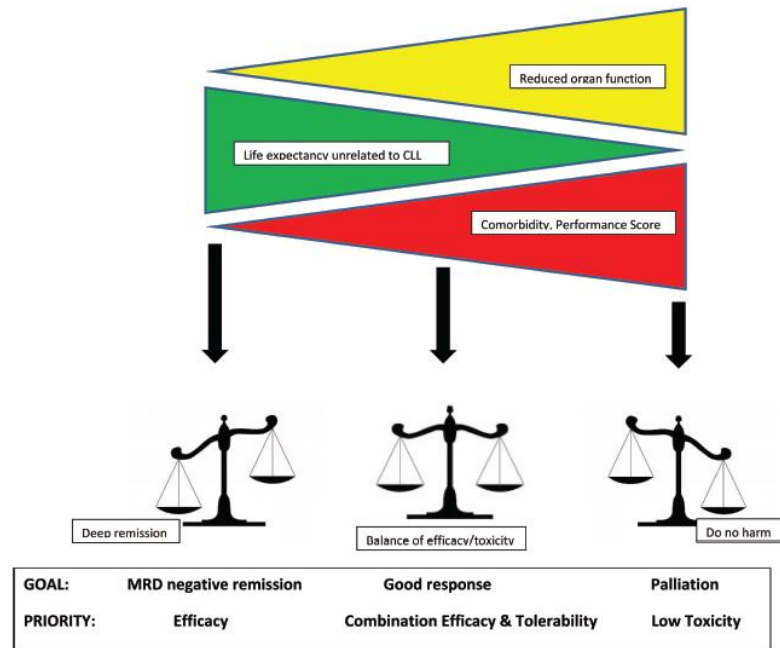 Reduced organ function
Life expectancy unrelated to CLL
Comorbidity, Performance Score
Deep remission
Balance of efficacy/toxicity
Do no harm
GOAL: MRD negative remission Good response Palliation
PRIORITY: Efficacy Combination Efficacy & Tolerability Low Toxicity